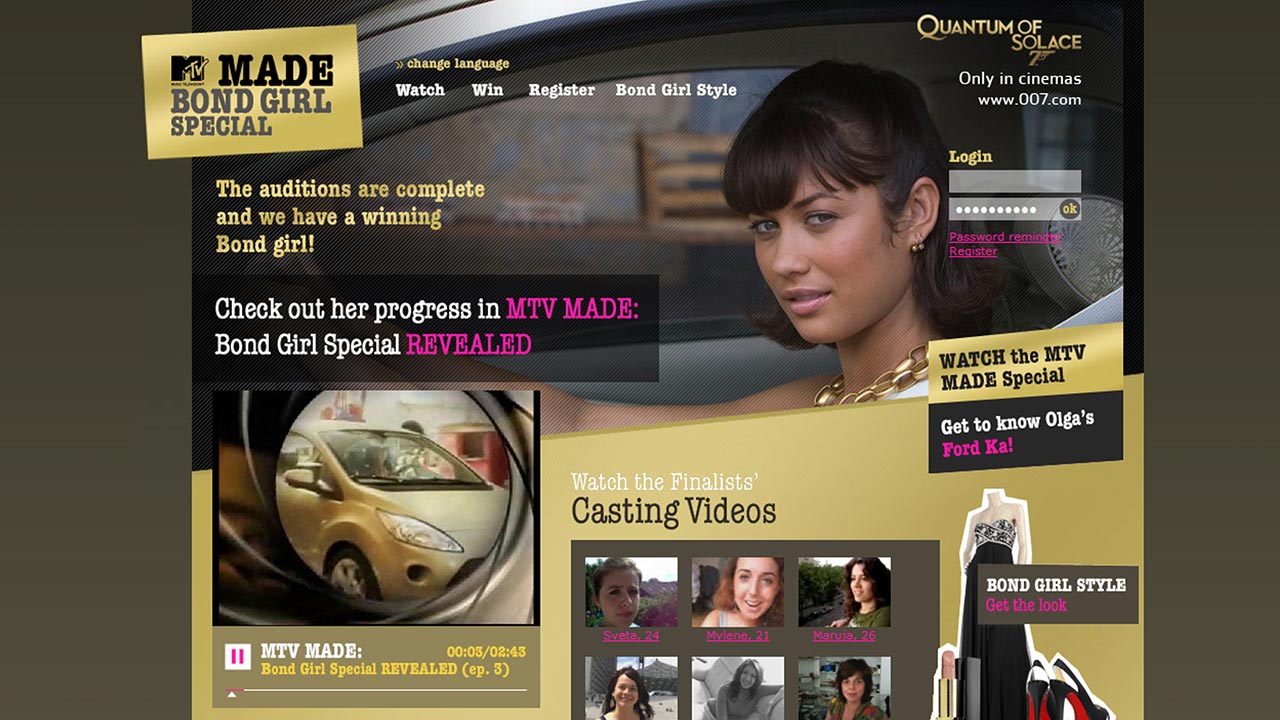 MADE
BOND GIRL
SPECIAL
» change language
Watch Win Register Bond Girl Style
QUANTUM OF
SOLACE
007
Only in cinemas
www.007.com
Login
ok
Password reminder
Register
The auditions are complete
and we have a winning
Bond girl!
Check out her progress in MTV MADE:
Bond Girl Special REVEALED
WATCH the MTV
MADE Special
Get to know Olga's
Ford Ka!
MTV MADE: 00:03/02:43
Bond Girl Special REVEALED (ep. 3)
Watch the Finalists'
Casting Videos
Sveta, 24 Mylene, 21 Maruia, 26
BOND GIRL STYLE
Get the look